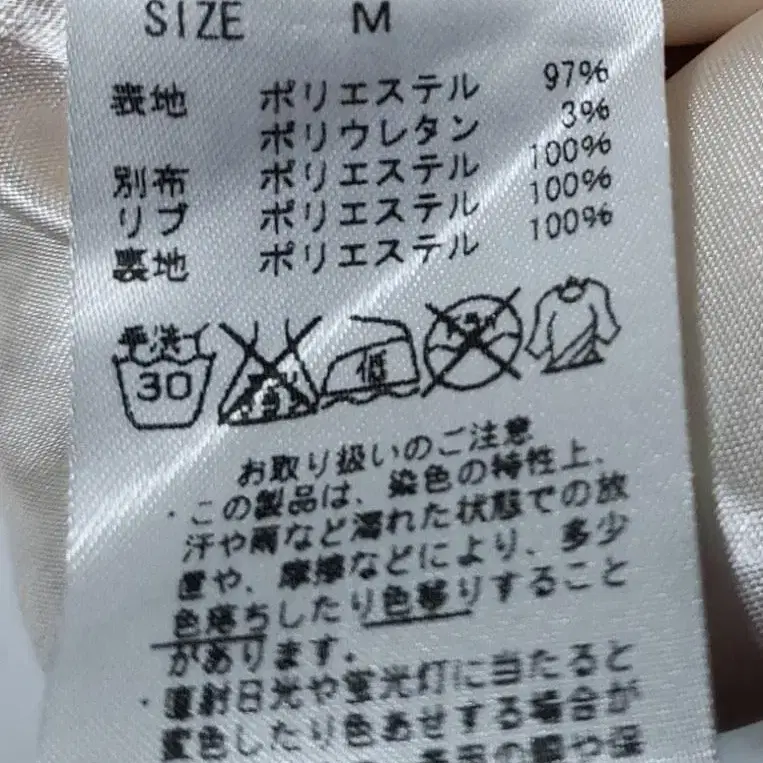 SIZE M
表地 ポリエステル 97%
ポリウレタン 3%
別布 ポリエステル 100%
リブ ポリエステル 100%
裏地 ポリエステル 100%
手洗イ
30
低
お取り扱いのご注意
・この製品は、染色の特性上、
汗や雨など濡れた状態での放
置や、摩擦などにより、多少
色落ちしたり色移りすること
があります。
・直射日光や蛍光灯に当たると
変色したり色あせする場合が